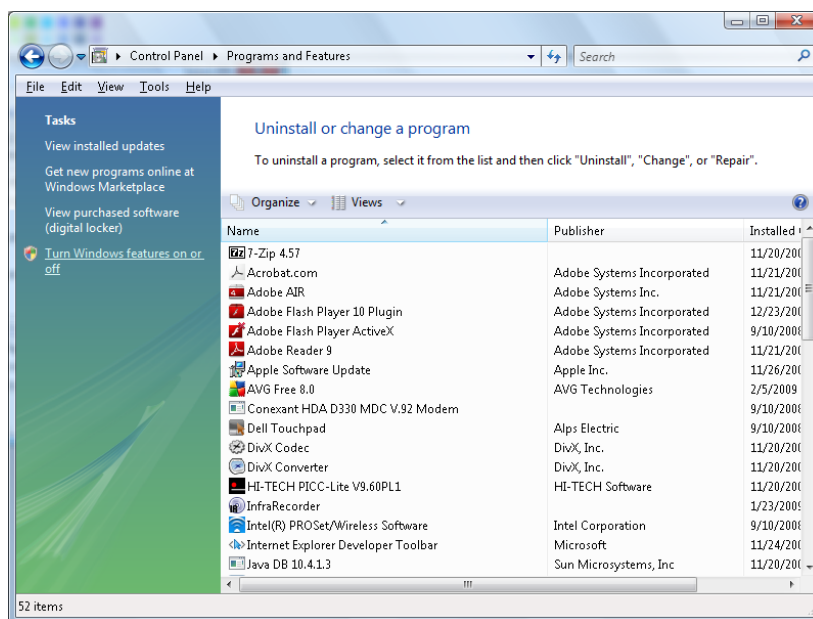 Control Panel ▸ Programs and Features
Search
File Edit View Tools Help
Tasks
View installed updates
Get new programs online at
Windows Marketplace
View purchased software
(digital locker)
Turn Windows features on or
off
Uninstall or change a program
To uninstall a program, select it from the list and then click "Uninstall", "Change", or "Repair".
Organize Views
Name Publisher Installed
7-Zip 4.57 11/20/200
Acrobat.com Adobe Systems Incorporated 11/21/200
Adobe AIR Adobe Systems Inc. 11/21/200
Adobe Flash Player 10 Plugin Adobe Systems Incorporated 12/23/200
Adobe Flash Player ActiveX Adobe Systems Incorporated 9/10/2008
Adobe Reader 9 Adobe Systems Incorporated 11/21/200
Apple Software Update Apple Inc. 11/26/200
AVG Free 8.0 AVG Technologies 2/5/2009
Conexant HDA D330 MDC V.92 Modem 9/10/2008
Dell Touchpad Alps Electric 9/10/2008
DivX Codec DivX, Inc. 11/20/200
DivX Converter DivX, Inc. 11/20/200
HI-TECH PICC-Lite V9.60PL1 HI-TECH Software 11/20/200
InfraRecorder 1/23/2009
Intel(R) PROSet/Wireless Software Intel Corporation 9/10/2008
Internet Explorer Developer Toolbar Microsoft 11/24/200
Java DB 10.4.1.3 Sun Microsystems, Inc 11/20/200
52 items